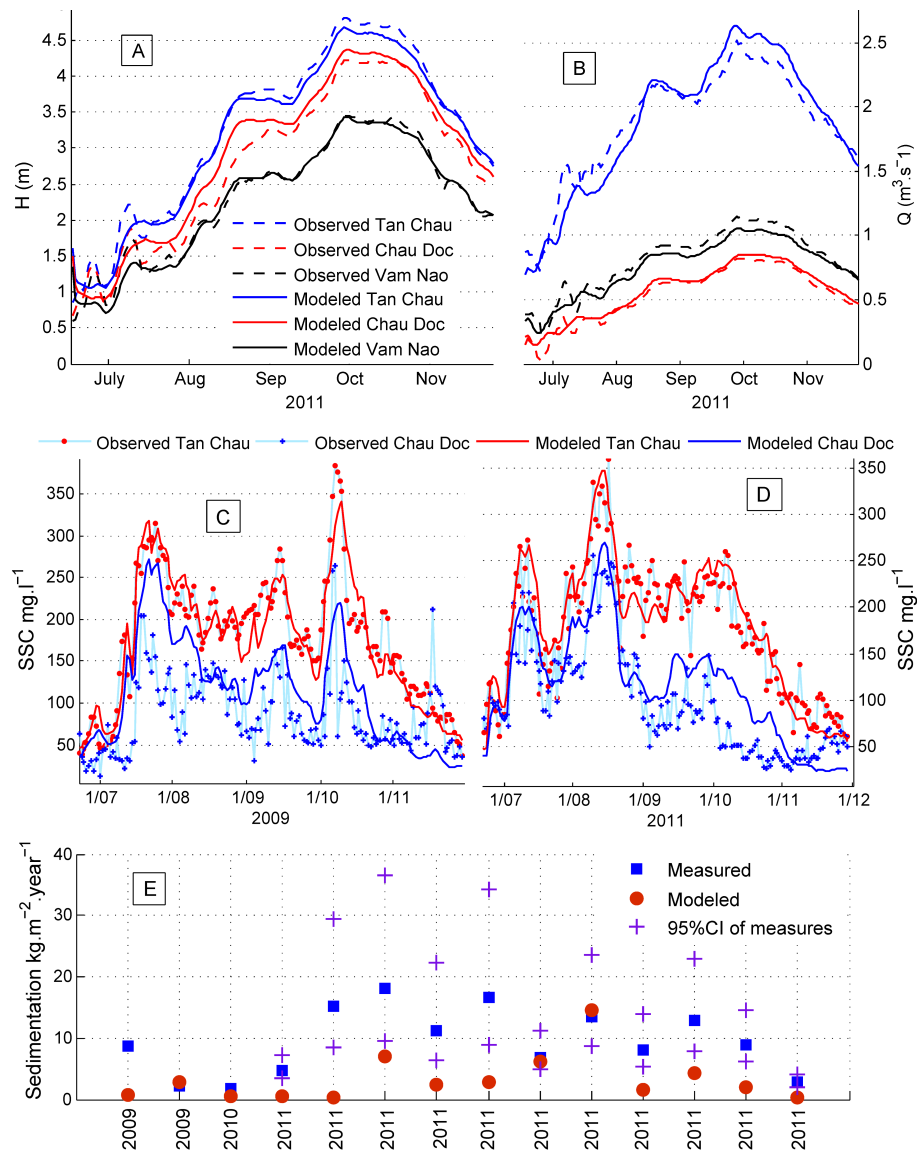 A
4.5
4
3.5
3
2.5
2
1.5
1
0.5
0
H (m)
Observed Tan Chau
Observed Chau Doc
Observed Vam Nao
Modeled Tan Chau
Modeled Chau Doc
Modeled Vam Nao
July
Aug
Sep
Oct
Nov
2011
B
2.5
2
1.5
1
0.5
0
Q (m³.s⁻¹)
July
Aug
Sep
Oct
Nov
2011
Observed Tan Chau
Observed Chau Doc
Modeled Tan Chau
Modeled Chau Doc
C
350
300
250
200
150
100
50
SSC mg.l⁻¹
1/07
1/08
1/09
1/10
1/11
2009
D
350
300
250
200
150
100
50
SSC mg.l⁻¹
1/07
1/08
1/09
1/10
1/11
1/12
2011
E
40
30
20
10
0
Sedimentation kg.m⁻².year⁻¹
Measured
Modeled
95%CI of measures
2009
2009
2010
2011
2011
2011
2011
2011
2011
2011
2011
2011
2011
2011